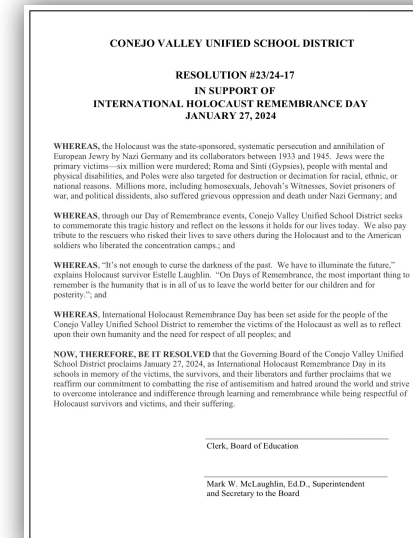 CONEJO VALLEY UNIFIED SCHOOL DISTRICT
RESOLUTION #23/24-17
IN SUPPORT OF
INTERNATIONAL HOLOCAUST REMEMBRANCE DAY
JANUARY 27, 2024
WHEREAS, the Holocaust was the state-sponsored, systematic persecution and annihilation of
European Jewry by Nazi Germany and its collaborators between 1933 and 1945. Jews were the
primary victims—six million were murdered; Roma and Sinti (Gypsies), people with mental and
physical disabilities, and Poles were also targeted for destruction or decimation for racial, ethnic, or
national reasons. Millions more, including homosexuals, Jehovah's Witnesses, Soviet prisoners of
war, and political dissidents, also suffered grievous oppression and death under Nazi Germany; and
WHEREAS, through our Day of Remembrance events, Conejo Valley Unified School District seeks
to commemorate this tragic history and reflect on the lessons it holds for our lives today. We also pay
tribute to the rescuers who risked their lives to save others during the Holocaust and to the American
soldiers who liberated the concentration camps.; and
WHEREAS, "It's not enough to curse the darkness of the past. We have to illuminate the future,"
explains Holocaust survivor Estelle Laughlin. "On Days of Remembrance, the most important thing to
remember is the humanity that is in all of us to leave the world better for our children and for
posterity."; and
WHEREAS, International Holocaust Remembrance Day has been set aside for the people of the
Conejo Valley Unified School District to remember the victims of the Holocaust as well as to reflect
upon their own humanity and the need for respect of all peoples; and
NOW, THEREFORE, BE IT RESOLVED that the Governing Board of the Conejo Valley Unified
School District proclaims January 27, 2024, as International Holocaust Remembrance Day in its
schools in memory of the victims, the survivors, and their liberators and further proclaims that we
reaffirm our commitment to combatting the rise of antisemitism and hatred around the world and strive
to overcome intolerance and indifference through learning and remembrance while being respectful of
Holocaust survivors and victims, and their suffering.
Clerk, Board of Education
Mark W. McLaughlin, Ed.D., Superintendent
and Secretary to the Board